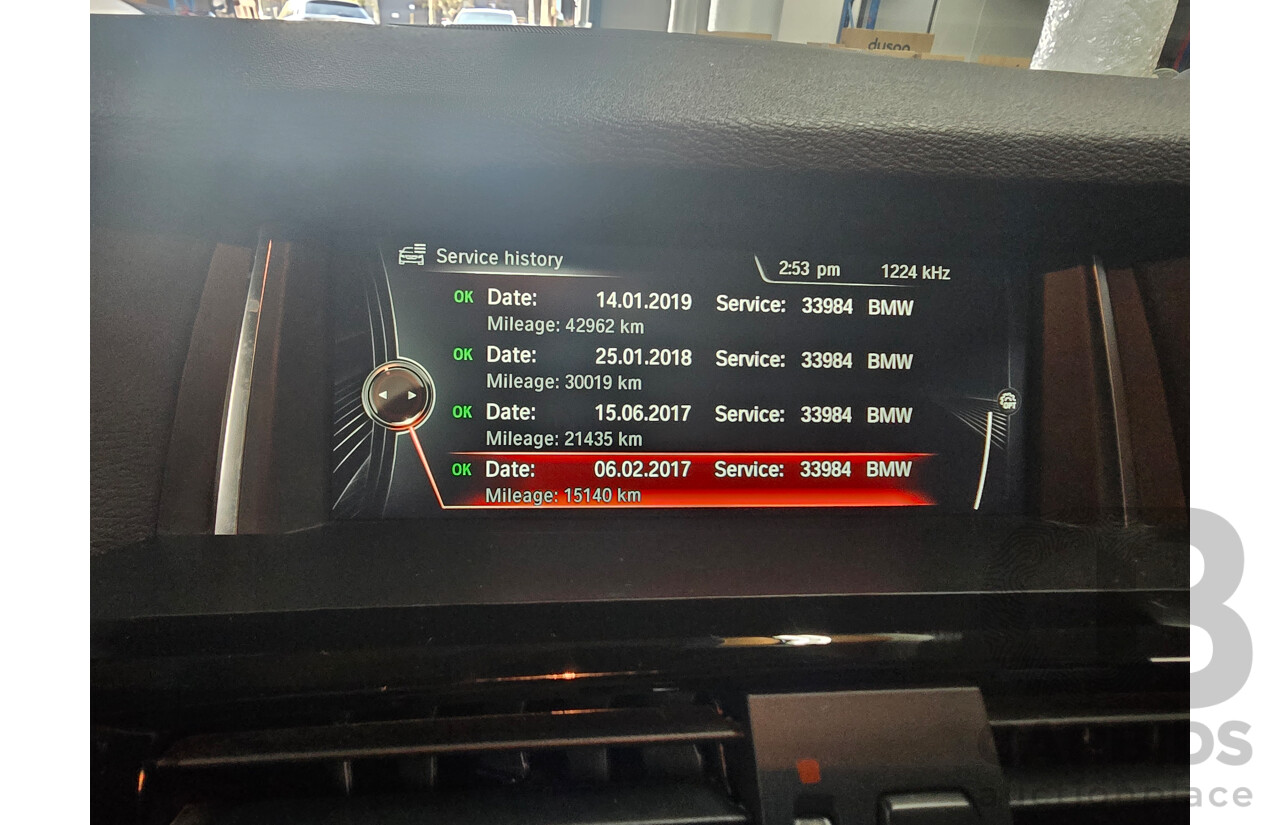 dyson
Service history
2:53 pm 1224 kHz
OK Date: 14.01.2019 Service: 33984 BMW
Mileage: 42962 km
OK Date: 25.01.2018 Service: 33984 BMW
Mileage: 30019 km
OK Date: 15.06.2017 Service: 33984 BMW
Mileage: 21435 km
OK Date: 06.02.2017 Service: 33984 BMW
Mileage: 15140 km